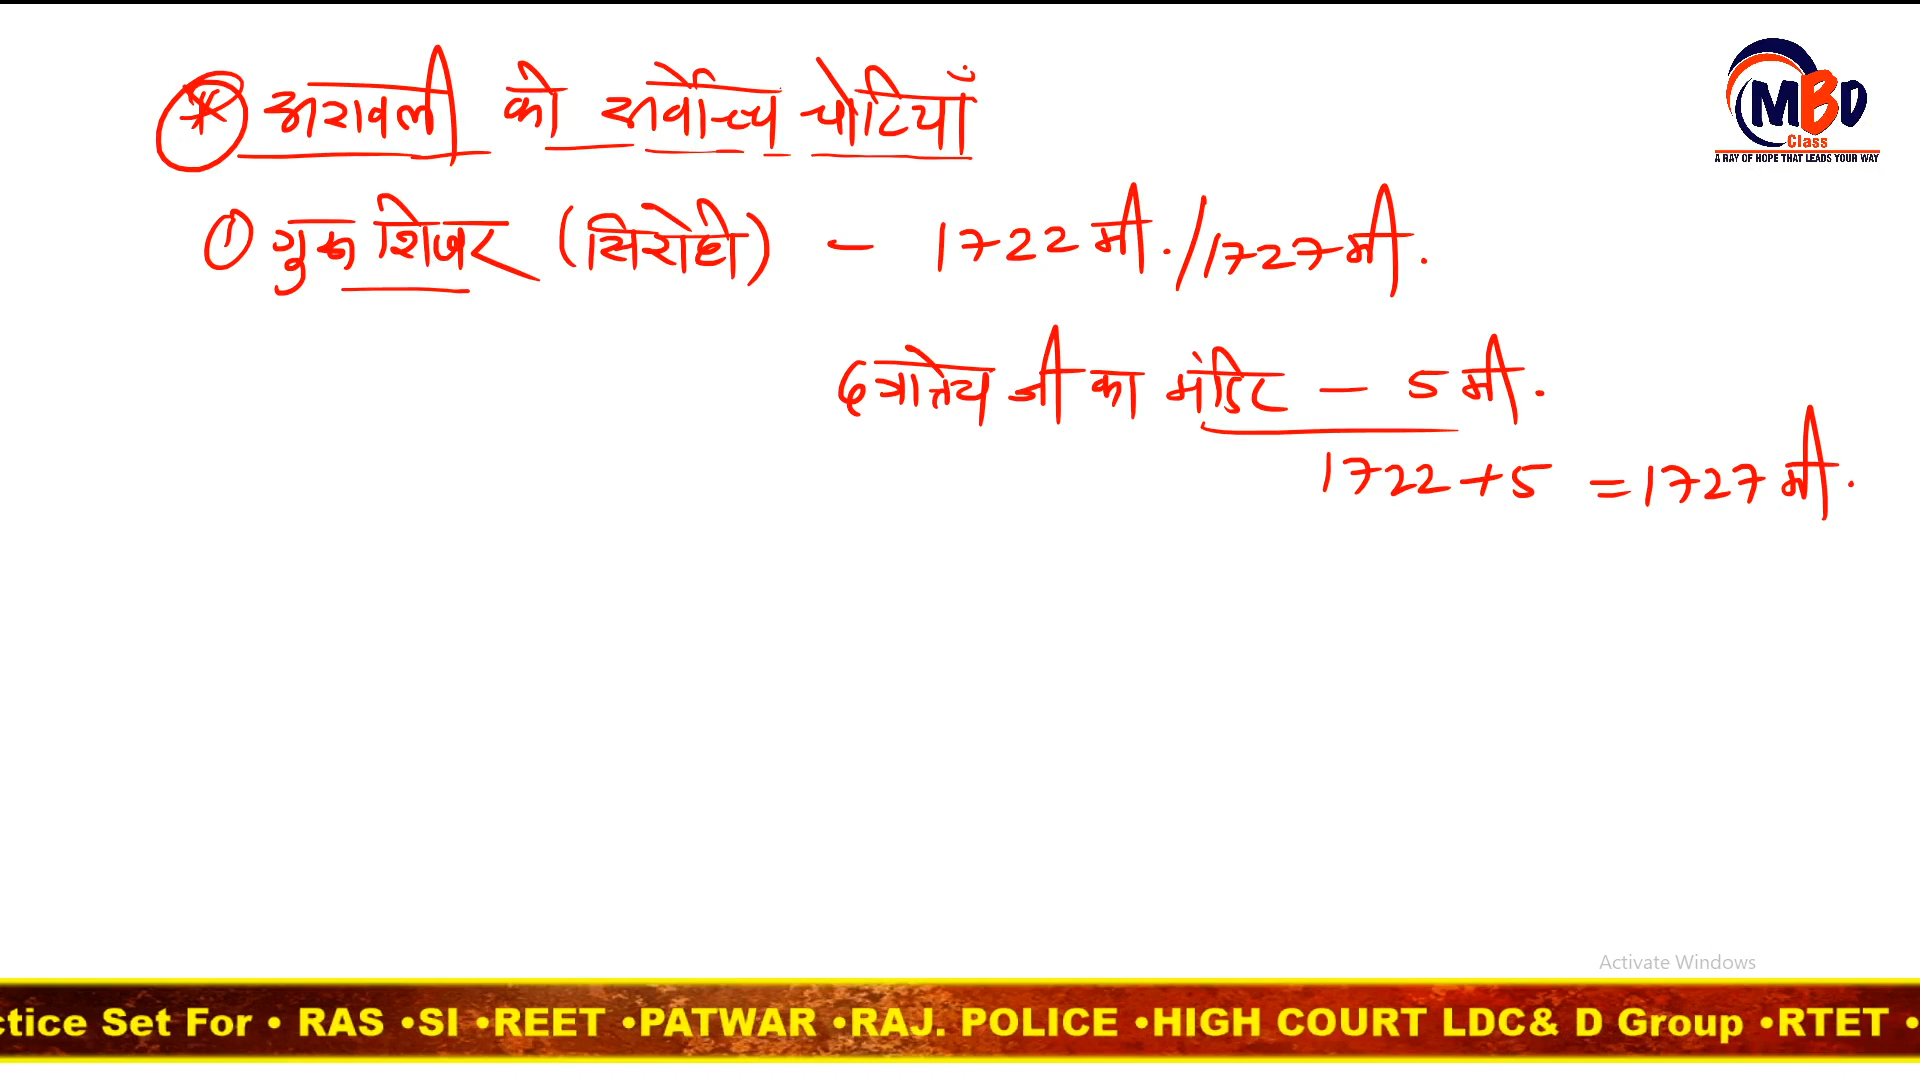 MBD
Class
A RAY OF HOPE THAT LEADS YOUR WAY
* अरावली की सर्वोच्च चोटियाँ
① गुरू शिखर (सिरोही) - 1722 मी. / 1727 मी.
दत्रातेय जी का मंदिर - 5 मी.
1722 + 5 = 1727 मी.
Activate Windows
ctice Set For • RAS •SI •REET •PATWAR •RAJ. POLICE •HIGH COURT LDC& D Group •RTET •